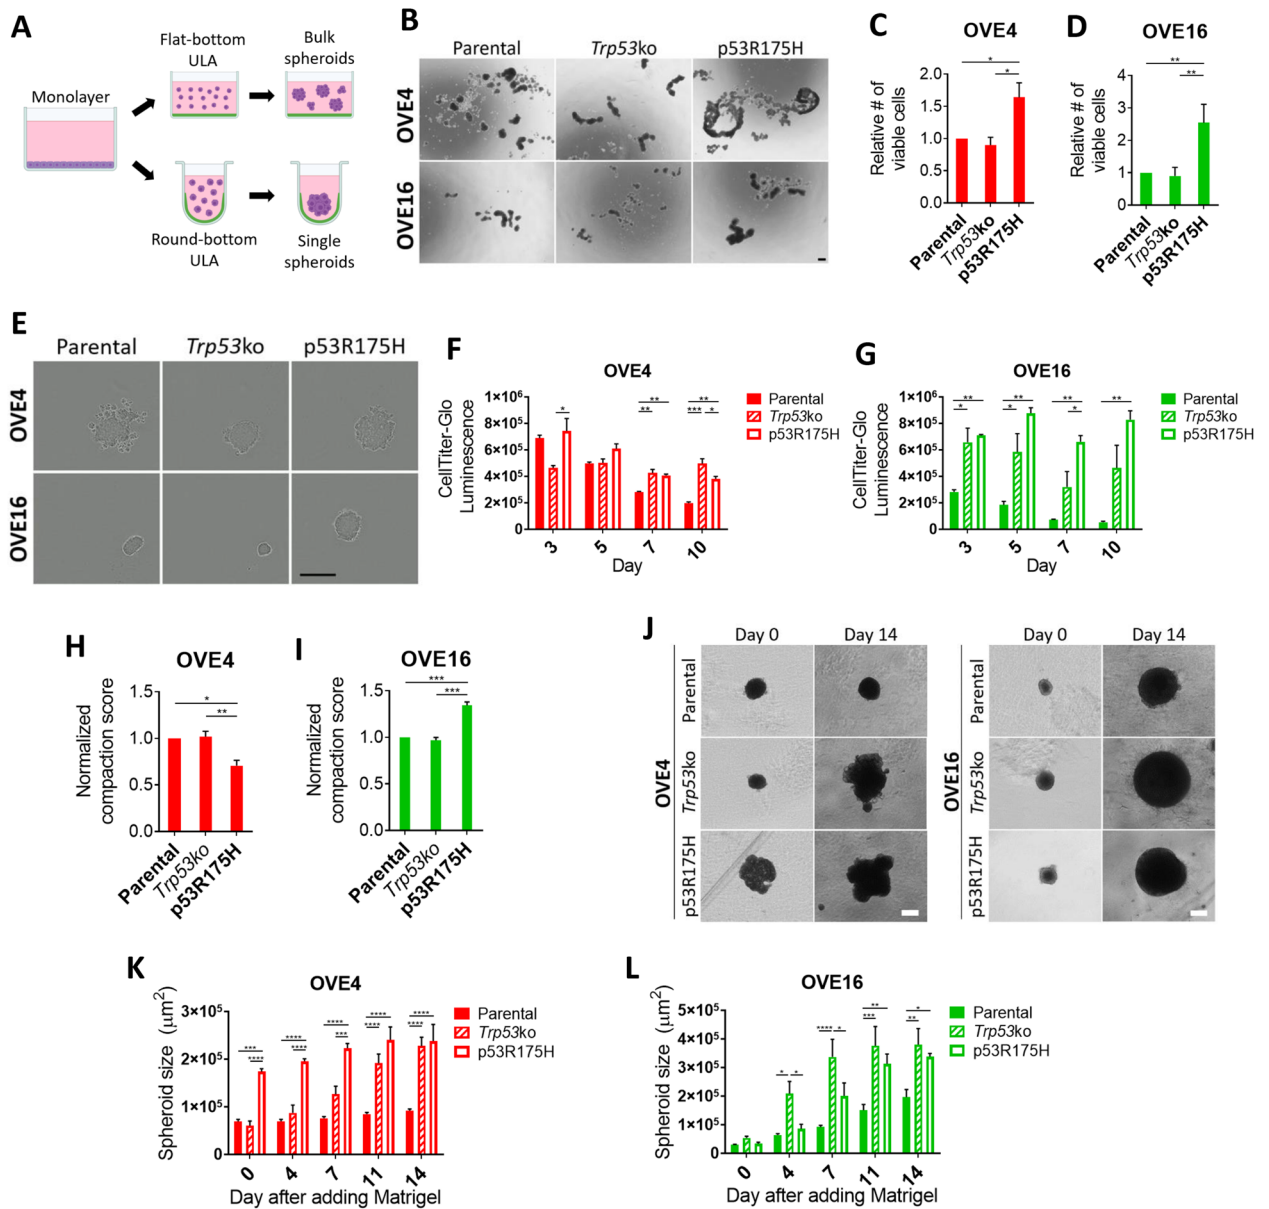 A
Flat-bottom
ULA
Bulk
spheroids
Monolayer
Round-bottom
ULA
Single
spheroids
B
Parental
Trp53ko
p53R175H
OVE4
OVE16
C
OVE4
Relative # of
viable cells
2.0
1.5
1.0
0.5
0.0
*
*
Parental
Trp53ko
p53R175H
D
OVE16
Relative # of
viable cells
4
3
2
1
0
**
**
Parental
Trp53ko
p53R175H
E
Parental
Trp53ko
p53R175H
OVE4
OVE16
F
OVE4
CellTiter-Glo
Luminescence
1×10⁶
8×10⁵
6×10⁵
4×10⁵
2×10⁵
0
*
**
**
**
*** *
3 5 7 10
Day
Parental
Trp53ko
p53R175H
G
OVE16
CellTiter-Glo
Luminescence
1×10⁶
8×10⁵
6×10⁵
4×10⁵
2×10⁵
0
**
*
**
*
**
*
**
3 5 7 10
Day
Parental
Trp53ko
p53R175H
H
OVE4
Normalized
compaction score
1.5
1.0
0.5
0.0
*
**
Parental
Trp53ko
p53R175H
I
OVE16
Normalized
compaction score
1.5
1.0
0.5
0.0
***
***
Parental
Trp53ko
p53R175H
J
Day 0
Day 14
OVE4
Parental
Trp53ko
p53R175H
Day 0
Day 14
OVE16
Parental
Trp53ko
p53R175H
K
OVE4
Spheroid size (μm²)
3×10⁵
2×10⁵
1×10⁵
0
***
****
****
****
****
***
****
****
****
****
0 4 7 11 14
Day after adding Matrigel
Parental
Trp53ko
p53R175H
L
OVE16
Spheroid size (μm²)
5×10⁵
4×10⁵
3×10⁵
2×10⁵
1×10⁵
0
* *
**** *
**
***
*
**
0 4 7 11 14
Day after adding Matrigel
Parental
Trp53ko
p53R175H